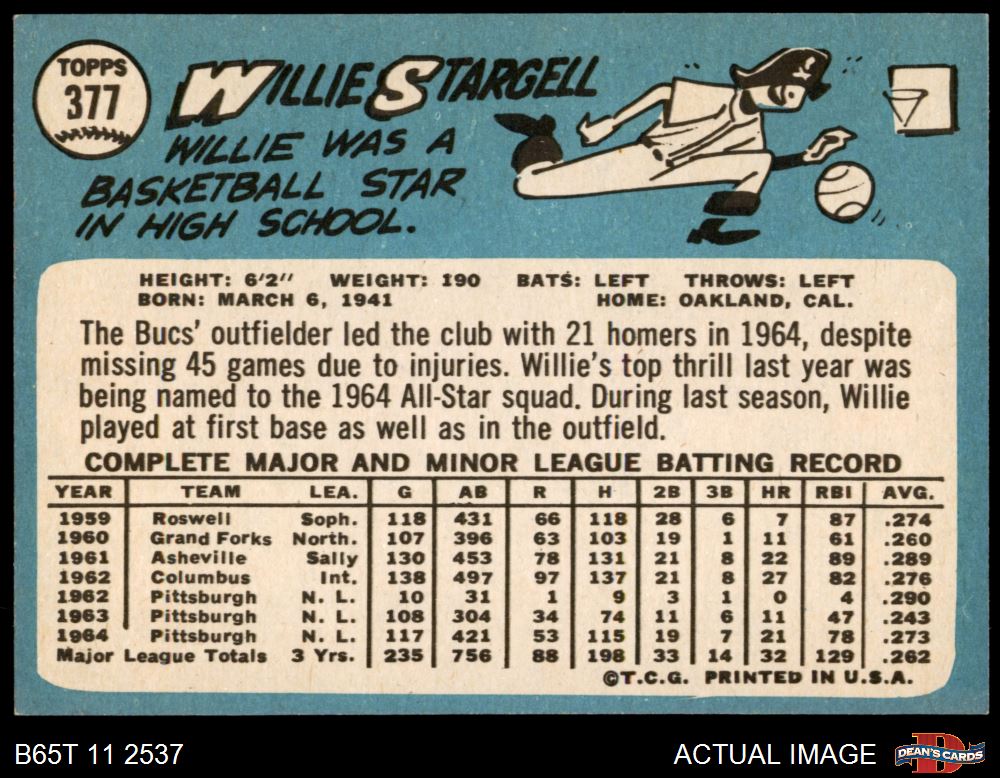 TOPPS
377
WILLIE STARGELL
WILLIE WAS A
BASKETBALL STAR
IN HIGH SCHOOL.
HEIGHT: 6'2" WEIGHT: 190 BATS: LEFT THROWS: LEFT
BORN: MARCH 6, 1941 HOME: OAKLAND, CAL.
The Bucs' outfielder led the club with 21 homers in 1964, despite
missing 45 games due to injuries. Willie's top thrill last year was
being named to the 1964 All-Star squad. During last season, Willie
played at first base as well as in the outfield.
COMPLETE MAJOR AND MINOR LEAGUE BATTING RECORD
YEAR TEAM LEA. G AB R H 2B 3B HR RBI AVG.
1959 Roswell Soph. 118 431 66 118 28 6 7 87 .274
1960 Grand Forks North. 107 396 63 103 19 1 11 61 .260
1961 Asheville Sally 130 453 78 131 21 8 22 89 .289
1962 Columbus Int. 138 497 97 137 21 8 27 82 .276
1962 Pittsburgh N. L. 10 31 1 9 3 1 0 4 .290
1963 Pittsburgh N. L. 108 304 34 74 11 6 11 47 .243
1964 Pittsburgh N. L. 117 421 53 115 19 7 21 78 .273
Major League Totals 3 Yrs. 235 756 88 198 33 14 32 129 .262
©T.C.G. PRINTED IN U.S.A.
B65T 11 2537 ACTUAL IMAGE
D
DEAN'S CARDS